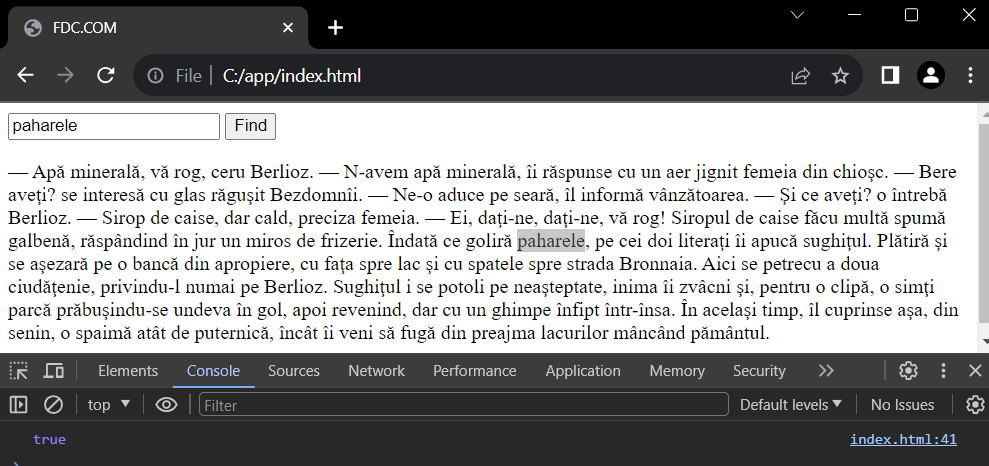 FDC.COM
File C:/app/index.html
paharele Find
— Apă minerală, vă rog, ceru Berlioz. — N-avem apă minerală, îi răspunse cu un aer jignit femeia din chioşc. — Bere
aveţi? se interesă cu glas răguşit Bezdomnîi. — Ne-o aduce pe seară, îl informă vânzătoarea. — Şi ce aveţi? o întrebă
Berlioz. — Sirop de caise, dar cald, preciza femeia. — Ei, daţi-ne, daţi-ne, vă rog! Siropul de caise făcu multă spumă
galbenă, răspândind în jur un miros de frizerie. Îndată ce goliră paharele, pe cei doi literaţi îi apucă sughiţul. Plătiră şi
se aşezară pe o bancă din apropiere, cu faţa spre lac şi cu spatele spre strada Bronnaia. Aici se petrecu a doua
ciudăţenie, privindu-l numai pe Berlioz. Sughiţul i se potoli pe neaşteptate, inima îi zvâcni şi, pentru o clipă, o simţi
parcă prăbuşindu-se undeva în gol, apoi revenind, dar cu un ghimpe înfipt într-însa. În acelaşi timp, îl cuprinse aşa, din
senin, o spaimă atât de puternică, încât îi veni să fugă din preajma lacurilor mâncând pământul.
Elements Console Sources Network Performance Application Memory Security
top Filter Default levels No Issues
true index.html:41